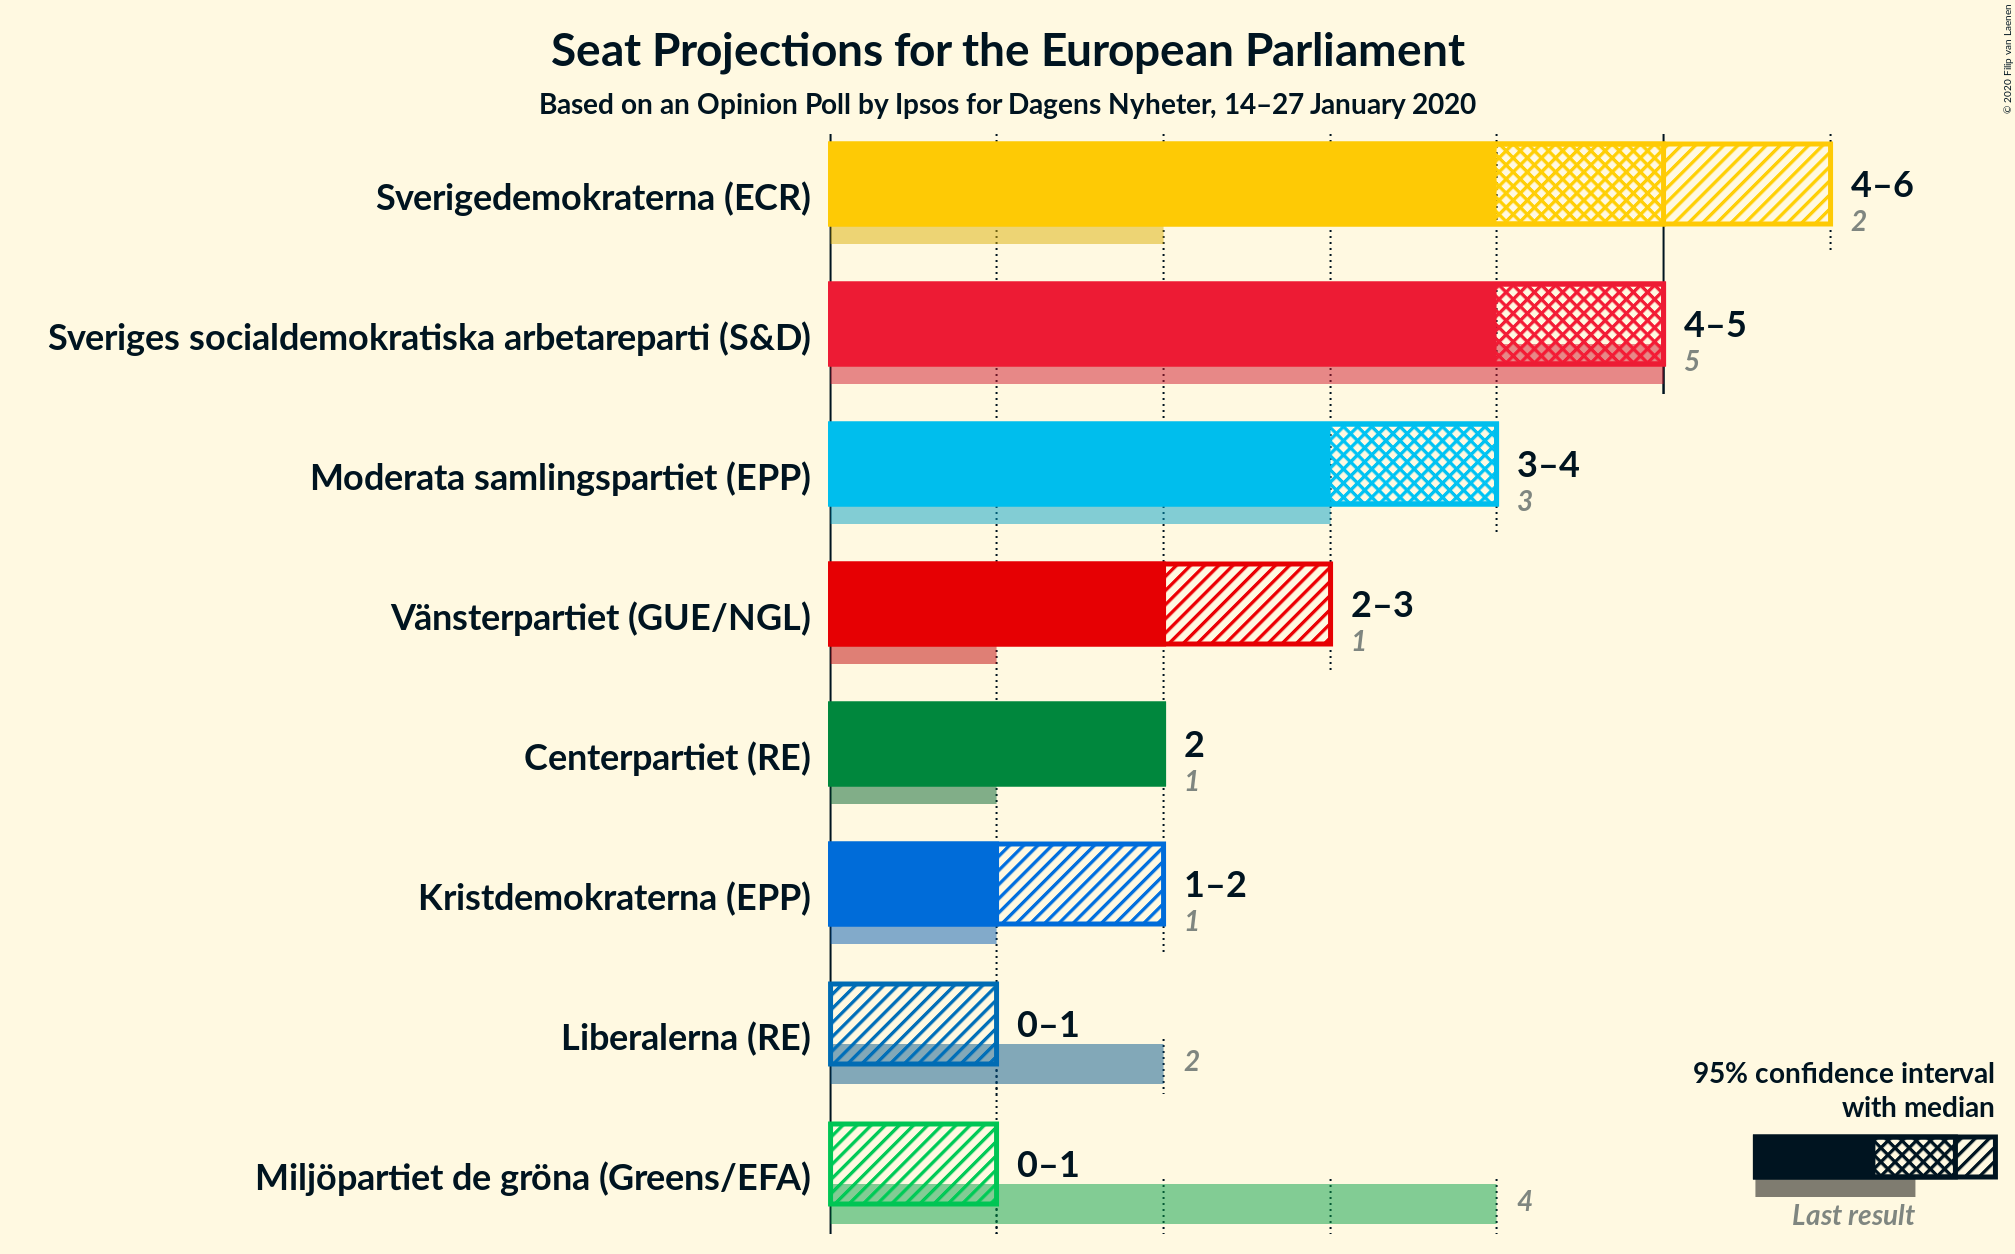 Seat Projections for the European Parliament
Based on an Opinion Poll by Ipsos for Dagens Nyheter, 14–27 January 2020
© 2020 Filip van Laenen
Sverigedemokraterna (ECR)
4–6
2
Sveriges socialdemokratiska arbetareparti (S&D)
4–5
5
Moderata samlingspartiet (EPP)
3–4
3
Vänsterpartiet (GUE/NGL)
2–3
1
Centerpartiet (RE)
2
1
Kristdemokraterna (EPP)
1–2
1
Liberalerna (RE)
0–1
2
Miljöpartiet de gröna (Greens/EFA)
0–1
4
95% confidence interval
with median
Last result